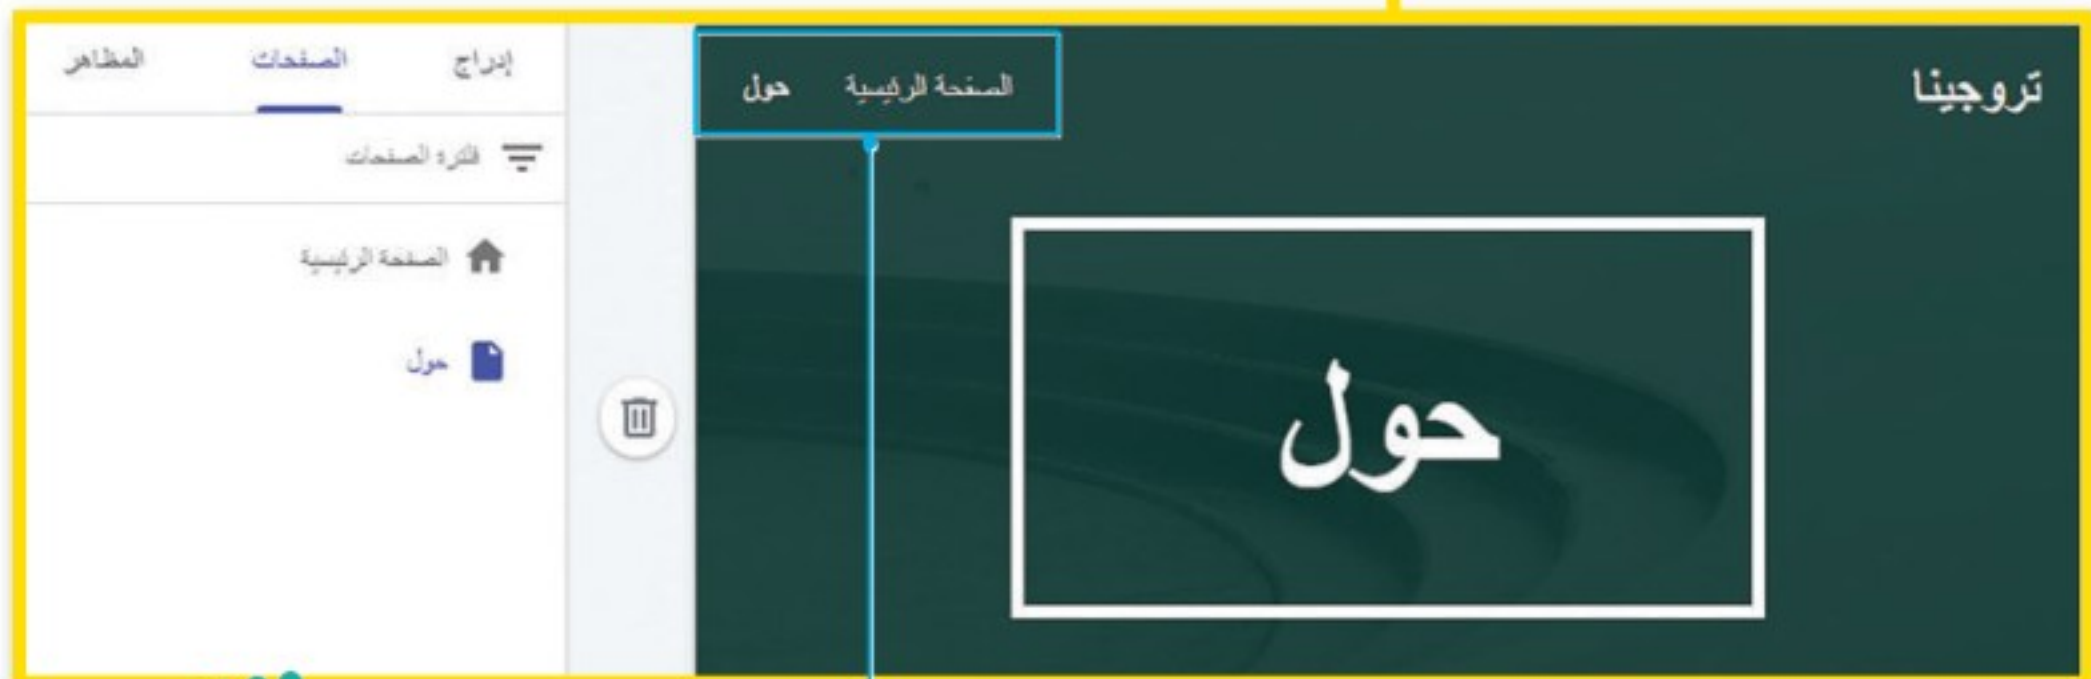 تروجينا
الصفحة الرئيسية حول
حول
إدراج الصفحات المظاهر
فلترة الصفحات
الصفحة الرئيسية
حول